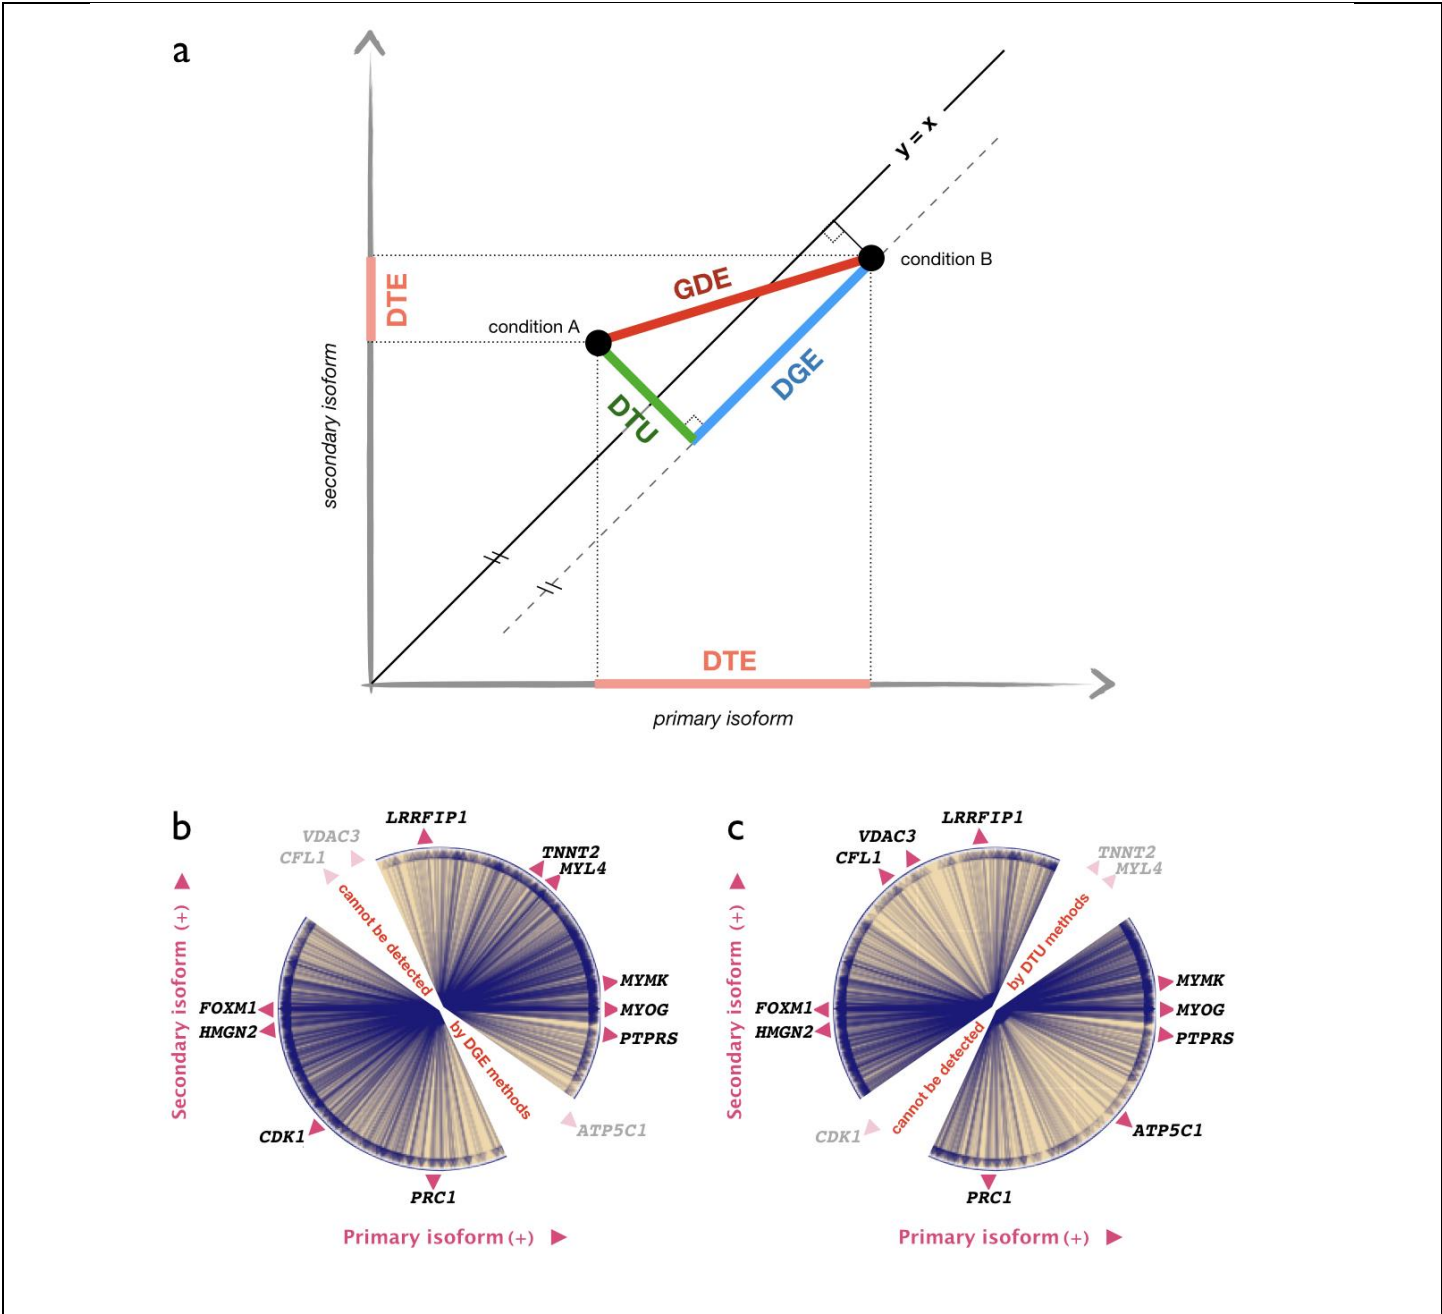 a
y = x
condition B
GDE
DTE
condition A
DGE
DTU
secondary isoform
DTE
primary isoform
b
LRRFIP1
VDAC3
CFL1
TNNT2
MYL4
cannot be detected
by DGE methods
MYMK
MYOG
PTPRS
FOXM1
HMGN2
CDK1
ATP5C1
PRC1
Secondary isoform (+)
Primary isoform (+)
c
LRRFIP1
VDAC3
CFL1
TNNT2
MYL4
cannot be detected
by DTU methods
MYMK
MYOG
PTPRS
FOXM1
HMGN2
CDK1
ATP5C1
PRC1
Secondary isoform (+)
Primary isoform (+)